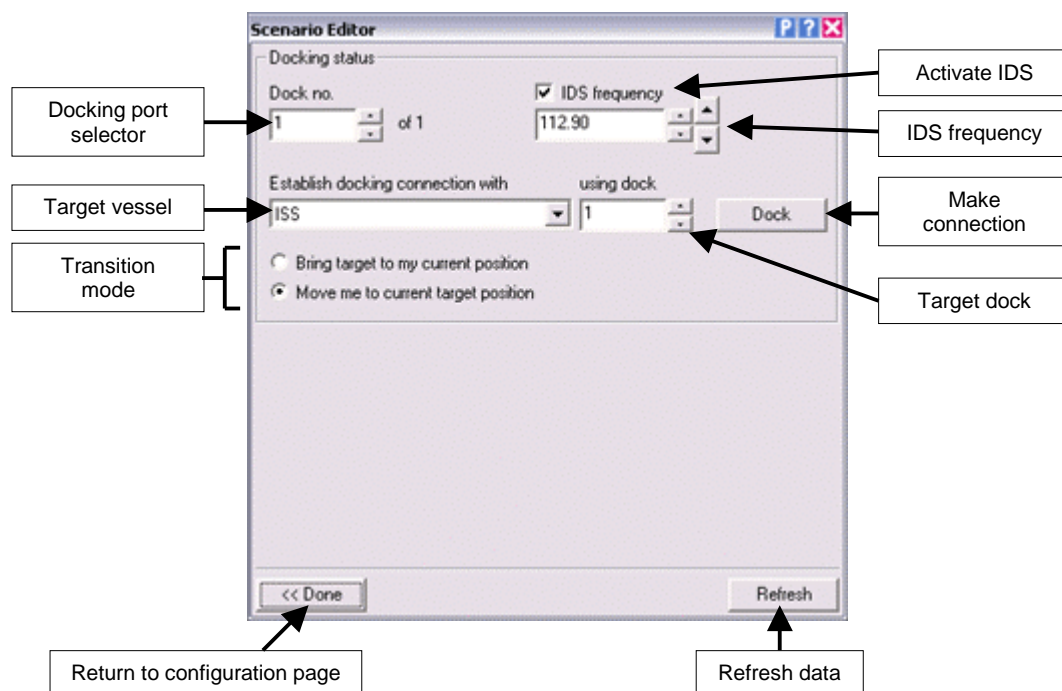 Scenario Editor
P ? X
Docking status
Dock no.
1
of 1
IDS frequency
112.90
Establish docking connection with
using dock
ISS
1
Dock
Bring target to my current position
Move me to current target position
<< Done
Refresh
Docking port
selector
Target vessel
Transition
mode
Activate IDS
IDS frequency
Make
connection
Target dock
Return to configuration page
Refresh data